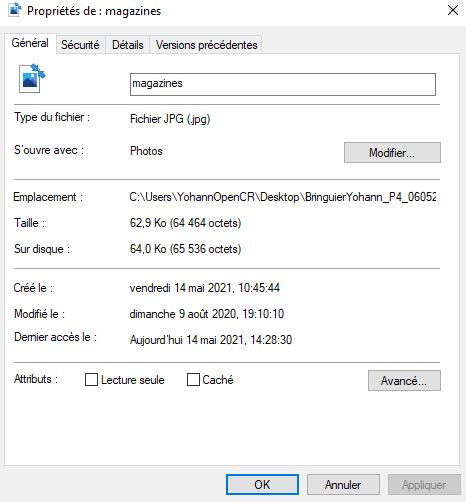 Propriétés de : magazines
Général Sécurité Détails Versions précédentes
magazines
Type du fichier : Fichier JPG (.jpg)
S'ouvre avec : Photos Modifier...
Emplacement : C:\Users\YohannOpenCR\Desktop\BringuierYohann_P4_06052
Taille : 62,9 Ko (64 464 octets)
Sur disque : 64,0 Ko (65 536 octets)
Créé le : vendredi 14 mai 2021, 10:45:44
Modifié le : dimanche 9 août 2020, 19:10:10
Dernier accès le : Aujourd'hui 14 mai 2021, 14:28:30
Attributs : Lecture seule Caché Avancé...
OK Annuler Appliquer